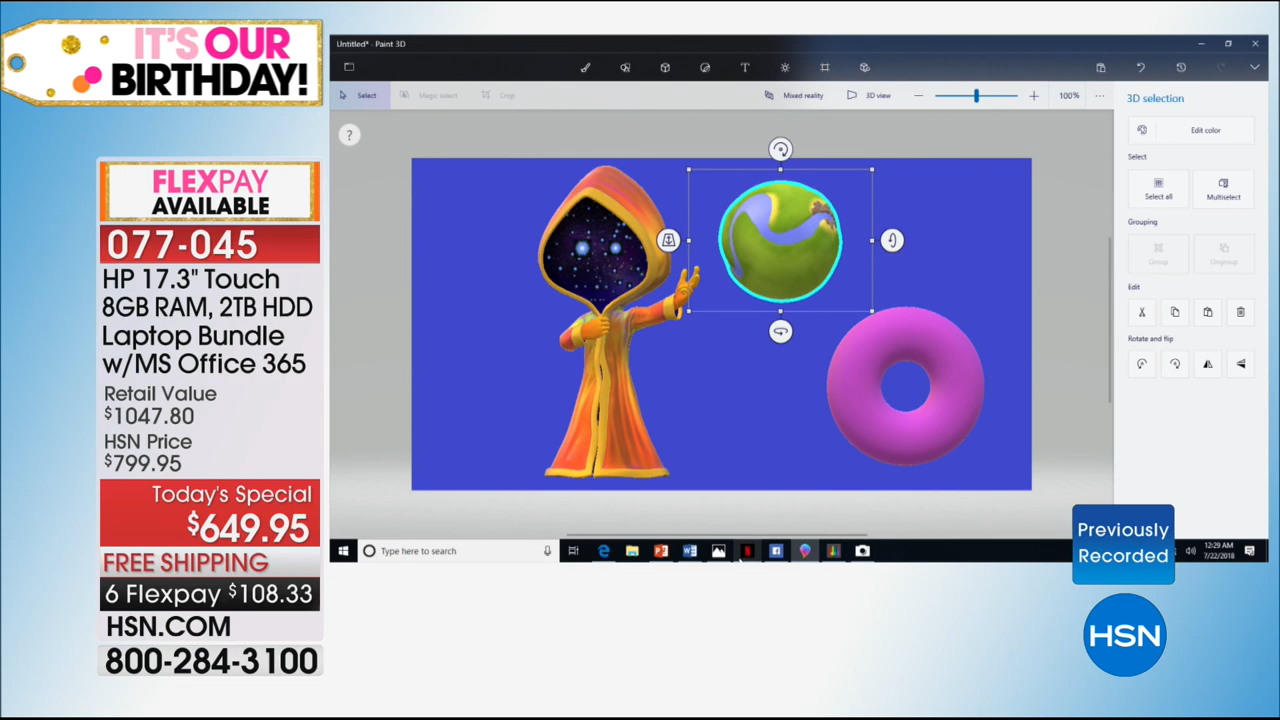 IT'S OUR
BIRTHDAY!
FLEXPAY
AVAILABLE
077-045
HP 17.3" Touch
8GB RAM, 2TB HDD
Laptop Bundle
w/MS Office 365
Retail Value
$1047.80
HSN Price
$799.95
Today's Special
$649.95
FREE SHIPPING
6 Flexpay $108.33
HSN.COM
800-284-3100
Untitled* - Paint 3D
Select
Magic select
Crop
Mixed reality
3D view
100%
?
3D selection
Edit color
Select
Select all
Multiselect
Grouping
Group
Ungroup
Edit
Rotate and flip
Type here to search
12:29 AM
7/22/2018
Previously
Recorded
HSN